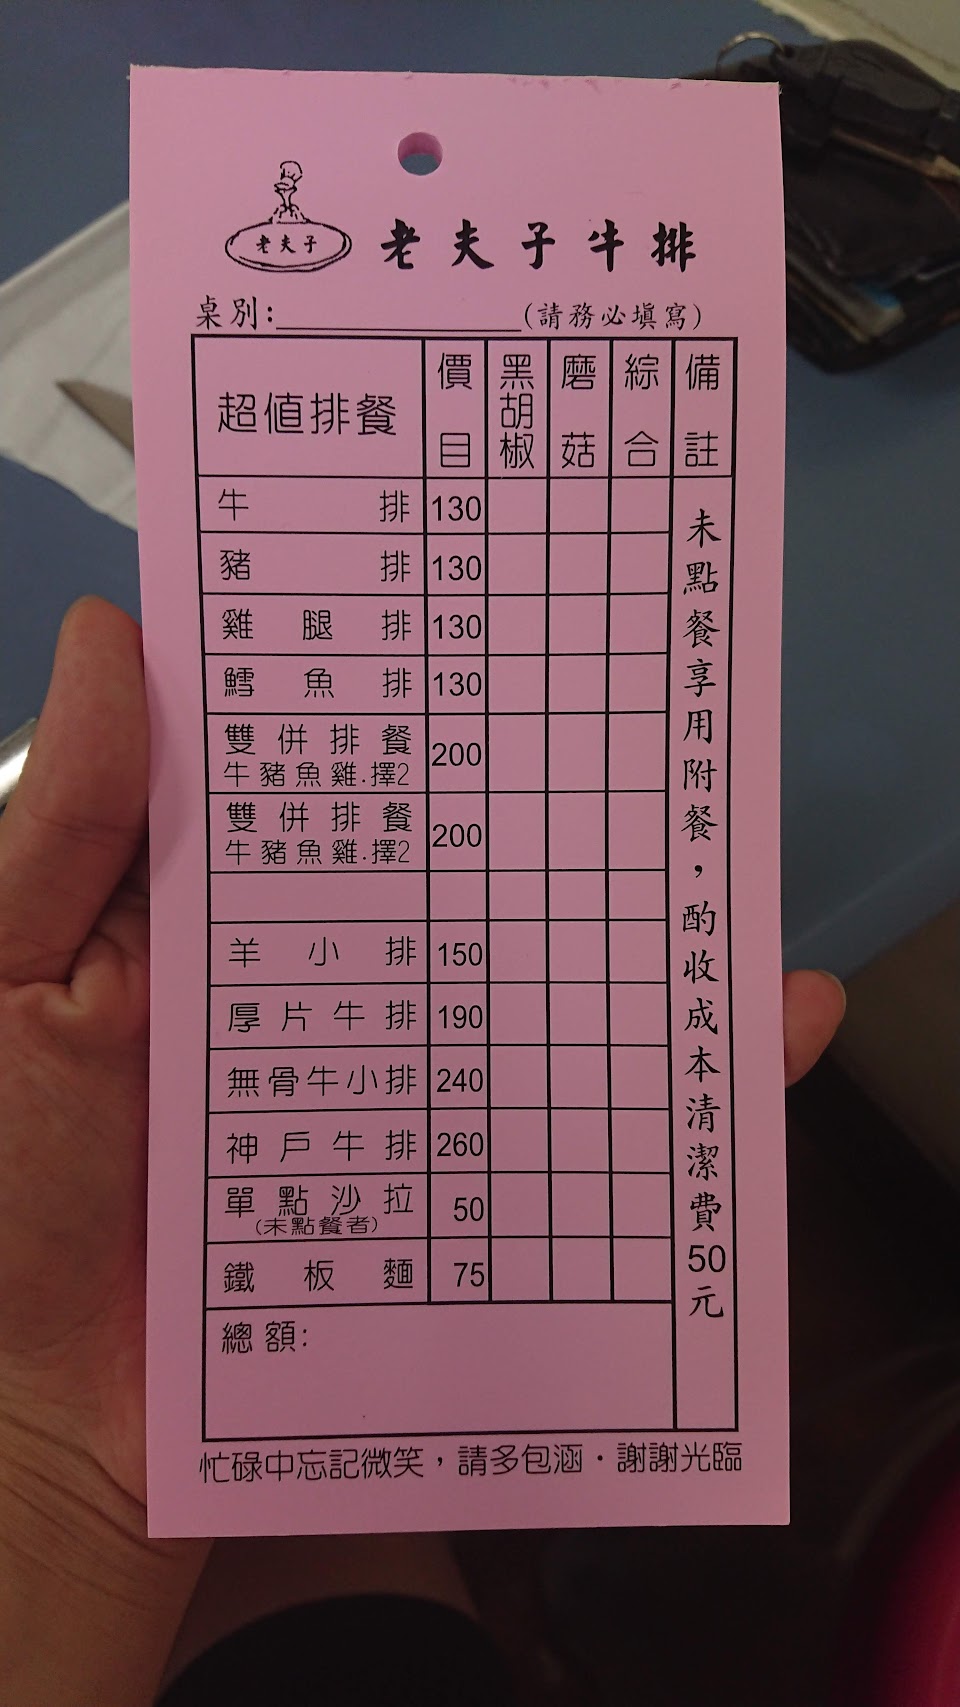 老夫子
老夫子牛排
桌別:＿＿＿＿＿＿＿＿(請務必填寫)
超值排餐 價目 黑胡椒 磨菇 綜合 備註
牛排 130
豬排 130
雞腿排 130
鱈魚排 130
雙併排餐 200
牛豬魚雞.擇2
雙併排餐 200
牛豬魚雞.擇2
羊小排 150
厚片牛排 190
無骨牛小排 240
神戶牛排 260
單點沙拉 50
(未點餐者)
鐵板麵 75
未點餐享用附餐，酌收成本清潔費50元
總額:
忙碌中忘記微笑，請多包涵．謝謝光臨